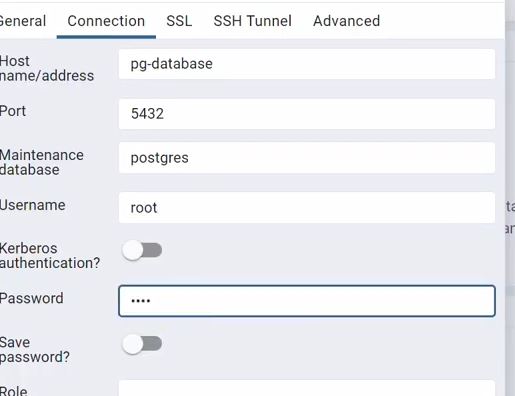 General Connection SSL SSH Tunnel Advanced
Host
name/address
pg-database
Port
5432
Maintenance
database
postgres
Username
root
Kerberos
authentication?
Password
••••
Save
password?
Role